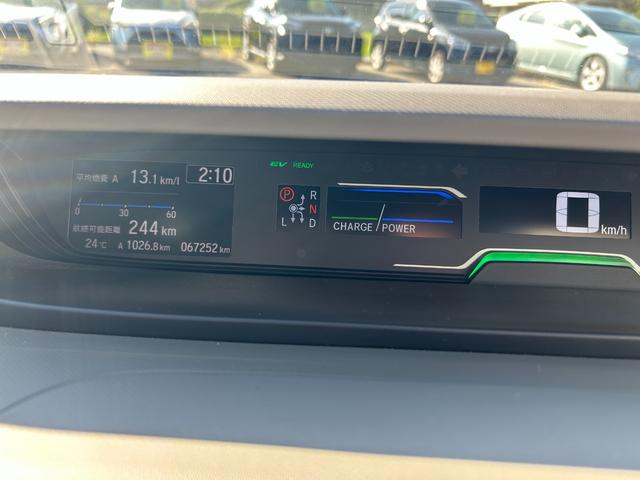 平均燃費 A 13.1 km/l 2:10
0 30 60
航続可能距離 244 km
24℃ A 1026.8 km 067252 km
EV READY
P R
N
L D
CHARGE / POWER
0 km/h